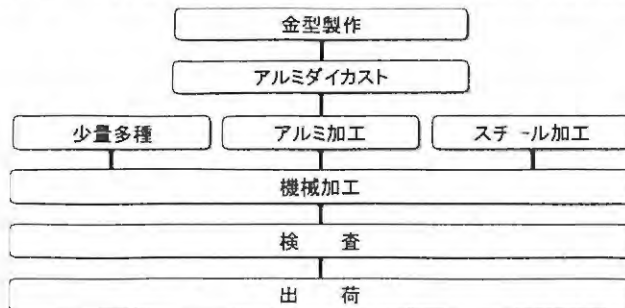 金型製作
アルミダイカスト
少量多種
アルミ加工
スチール加工
機械加工
検 査
出 荷